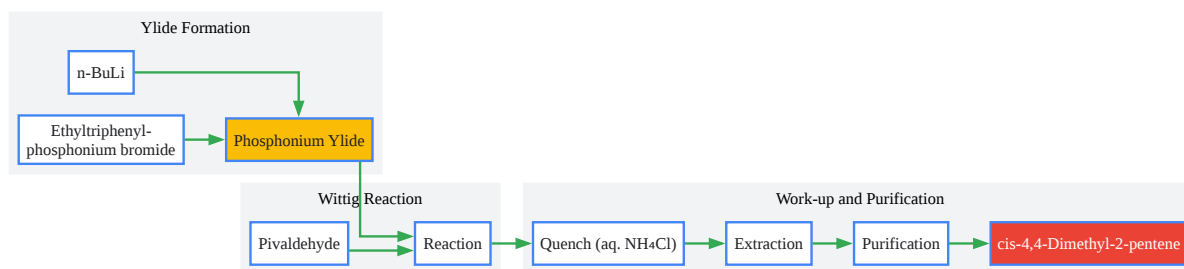 Ylide Formation
n-BuLi
Ethyltriphenyl-
phosphonium bromide
Phosphonium Ylide
Wittig Reaction
Pivaldehyde
Reaction
Work-up and Purification
Quench (aq. NH₄Cl)
Extraction
Purification
cis-4,4-Dimethyl-2-pentene